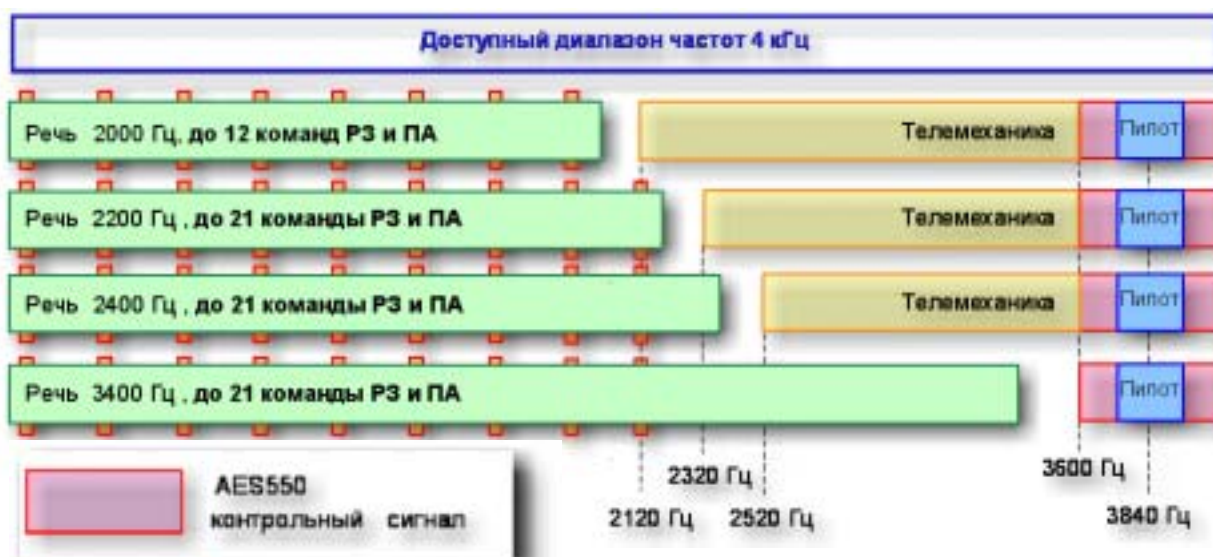 Доступный диапазон частот 4 кГц
Речь 2000 Гц, до 12 команд РЗ и ПА
Телемеханика
Пилот
Речь 2200 Гц , до 21 команды РЗ и ПА
Телемеханика
Пилот
Речь 2400 Гц , до 21 команды РЗ и ПА
Телемеханика
Пилот
Речь 3400 Гц , до 21 команды РЗ и ПА
Пилот
2320 Гц
3600 Гц
2120 Гц
2520 Гц
3840 Гц
AES550
контрольный сигнал